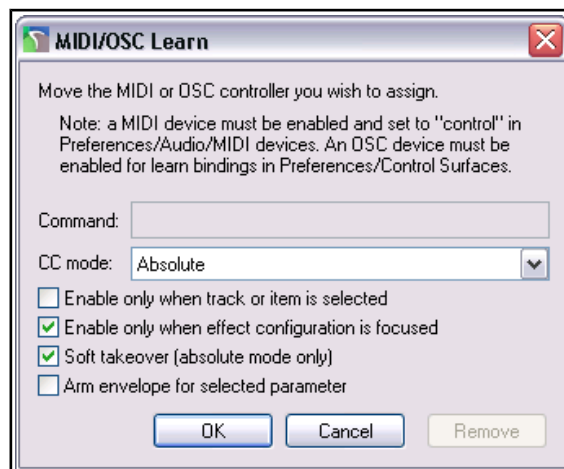 MIDI/OSC Learn
Move the MIDI or OSC controller you wish to assign.
Note: a MIDI device must be enabled and set to "control" in
Preferences/Audio/MIDI devices. An OSC device must be
enabled for learn bindings in Preferences/Control Surfaces.
Command:
CC mode: Absolute
Enable only when track or item is selected
Enable only when effect configuration is focused
Soft takeover (absolute mode only)
Arm envelope for selected parameter
OK Cancel Remove